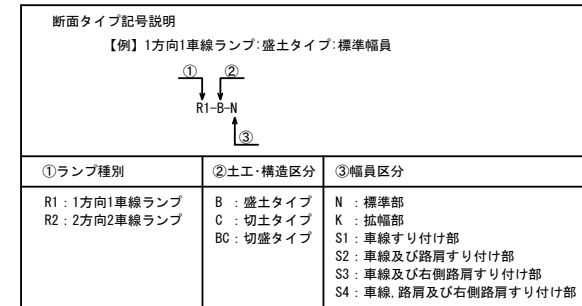 断面タイプ記号説明
【例】1方向1車線ランプ:盛土タイプ:標準幅員
① ②
R1-B-N
③
①ランプ種別 ②土工・構造区分 ③幅員区分
R1:1方向1車線ランプ B :盛土タイプ N :標準部
R2:2方向2車線ランプ C :切土タイプ K :拡幅部
BC:切盛タイプ S1:車線すり付け部
S2:車線及び路肩すり付け部
S3:車線及び右側路肩すり付け部
S4:車線,路肩及び右側路肩すり付け部